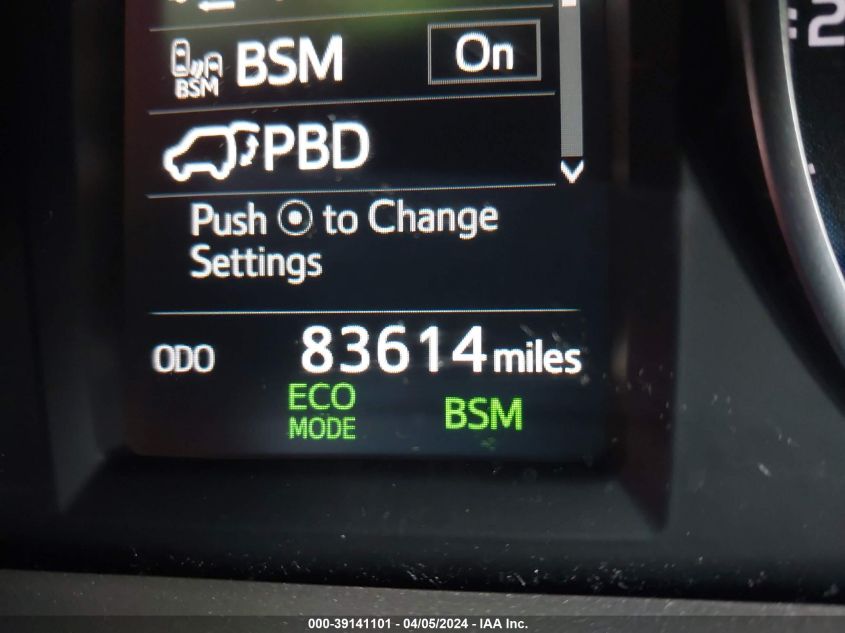 BSM BSM On
PBD
Push to Change
Settings
ODO 83614 miles
ECO
MODE BSM
000-39141101 - 04/05/2024 - IAA Inc.